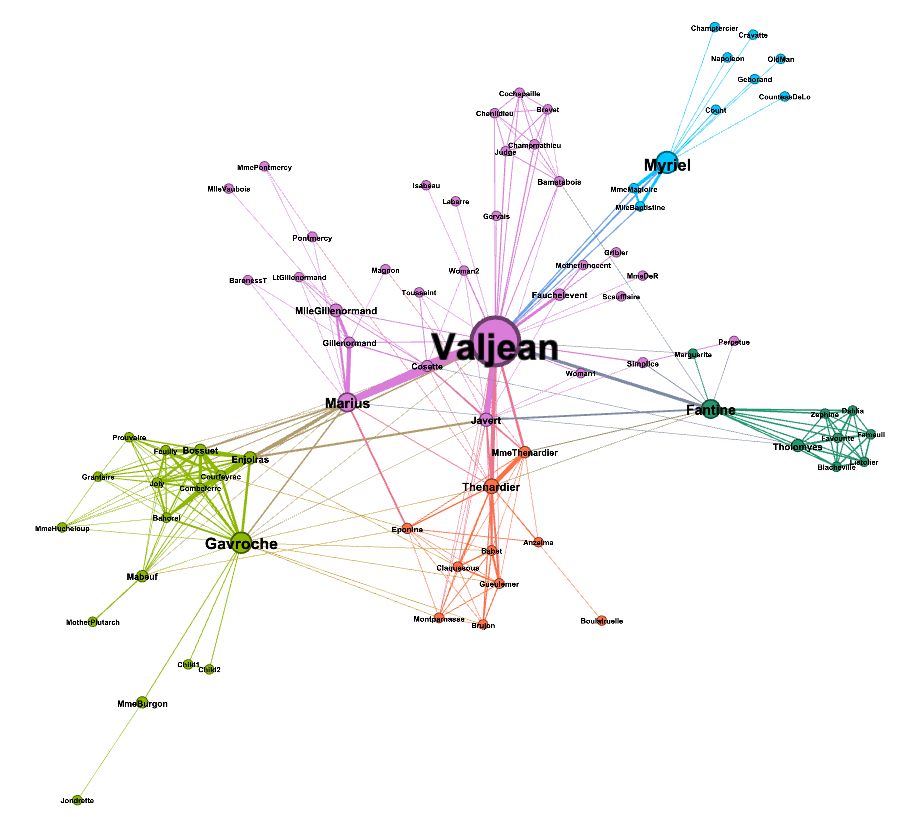 Champtercier
Cravatte
Napoleon
OldMan
Geborand
CountessDeLo
Count
Cochepaille
Chenildieu
Brevet
Champmathieu
Judge
Bamatabois
Myriel
MmeMagloire
MlleBaptistine
MmePontmercy
MlleVaubois
Isabeau
Labarre
Gervais
Pontmercy
Gribier
MotherInnocent
MmeDeR
Scaufflaire
Fauchelevent
Woman2
Magnon
Toussaint
BaronessT
LtGillenormand
MlleGillenormand
Gillenormand
Valjean
Cosette
Marguerite
Perpetue
Simplice
Woman1
Marius
Javert
Fantine
Zephine
Dahlia
Fameuil
Favourite
Tholomyes
Listolier
Blacheville
MmeThenardier
Thenardier
Prouvaire
Feuilly
Bossuet
Enjolras
Grantaire
Joly
Courfeyrac
Combeferre
Bahorel
MmeHucheloup
Gavroche
Eponine
Anzelma
Babet
Claquesous
Gueulemer
Mabeuf
MotherPlutarch
Montparnasse
Brujon
Boulatruelle
Child1
Child2
MmeBurgon
Jondrette